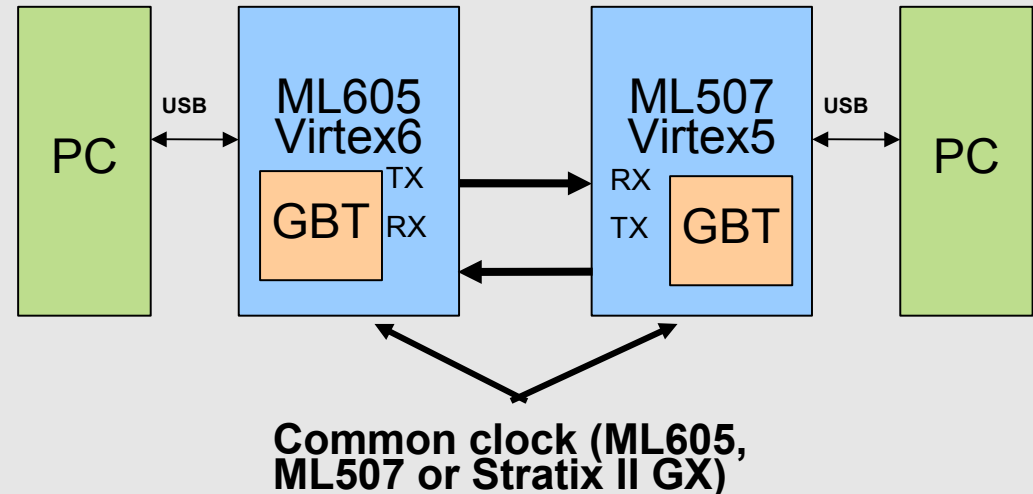 PC
USB
ML605
Virtex6
TX
GBT
RX
ML507
Virtex5
RX
TX
GBT
USB
PC
Common clock (ML605,
ML507 or Stratix II GX)